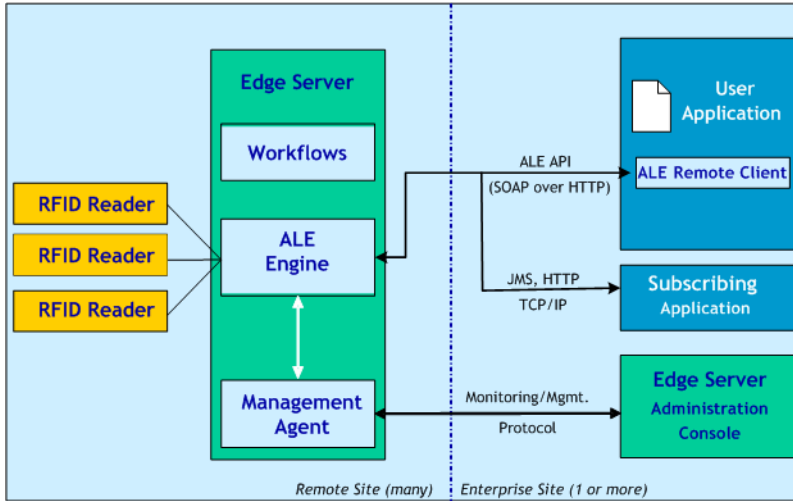 Edge Server
Workflows
RFID Reader
RFID Reader
RFID Reader
ALE
Engine
Management
Agent
Remote Site (many)
ALE API
(SOAP over HTTP)
JMS, HTTP
TCP/IP
Monitoring/Mgmt.
Protocol
User
Application
ALE Remote Client
Subscribing
Application
Edge Server
Administration
Console
Enterprise Site (1 or more)